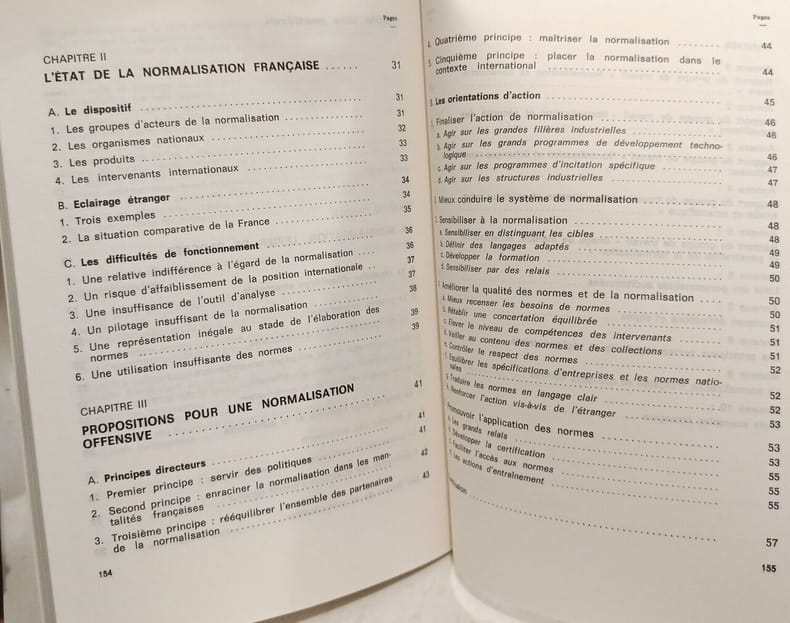 Pages
CHAPITRE II
L'ÉTAT DE LA NORMALISATION FRANÇAISE ...... 31
A. Le dispositif ...... 31
1. Les groupes d'acteurs de la normalisation ...... 31
2. Les organismes nationaux ...... 32
3. Les produits ...... 33
4. Les intervenants internationaux ...... 33
B. Eclairage étranger ...... 34
1. Trois exemples ...... 34
2. La situation comparative de la France ...... 35
C. Les difficultés de fonctionnement ...... 36
1. Une relative indifférence à l'égard de la normalisation .... 36
2. Un risque d'affaiblissement de la position internationale .. 37
3. Une insuffisance de l'outil d'analyse ...... 37
4. Un pilotage insuffisant de la normalisation ...... 38
5. Une représentation inégale au stade de l'élaboration des
normes ...... 39
6. Une utilisation insuffisante des normes ...... 39
CHAPITRE III
PROPOSITIONS POUR UNE NORMALISATION
OFFENSIVE ...... 41
A. Principes directeurs ...... 41
1. Premier principe : servir des politiques ...... 41
2. Second principe : enraciner la normalisation dans les men-
talités françaises ...... 42
3. Troisième principe : rééquilibrer l'ensemble des partenaires
de la normalisation ...... 43
154
Pages
4. Quatrième principe : maîtriser la normalisation ...... 44
5. Cinquième principe : placer la normalisation dans le
contexte international ...... 44
Les orientations d'action ...... 45
Finaliser l'action de normalisation ...... 46
a. Agir sur les grandes filières industrielles ...... 46
b. Agir sur les grands programmes de développement techno-
logique ...... 46
c. Agir sur les programmes d'incitation spécifique ...... 47
d. Agir sur les structures industrielles ...... 47
Mieux conduire le système de normalisation ...... 48
Sensibiliser à la normalisation ...... 48
a. Sensibiliser en distinguant les cibles ...... 48
b. Définir des langages adaptés ...... 49
c. Développer la formation ...... 49
d. Sensibiliser par des relais ...... 50
Améliorer la qualité des normes et de la normalisation ...... 50
a. Mieux recenser les besoins de normes ...... 50
b. Rétablir une concertation équilibrée ...... 51
c. Elever le niveau de compétences des intervenants ...... 51
d. Veiller au contenu des normes et des collections ...... 51
e. Contrôler le respect des normes ...... 52
f. Equilibrer les spécifications d'entreprises et les normes natio-
nales ...... 52
g. Traduire les normes en langage clair ...... 52
Renforcer l'action vis-à-vis de l'étranger ...... 53
Promouvoir l'application des normes ...... 53
Les grands relais ...... 53
Développer la certification ...... 55
Faciliter l'accès aux normes ...... 55
Les actions d'entraînement ...... 55
...... 57
155